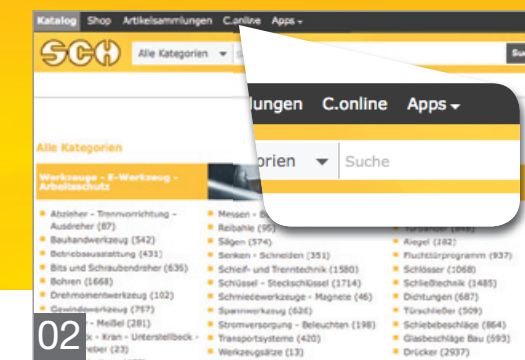 Katalog Shop Artikelsammlungen C.online Apps
SCH Alle Kategorien
lungen C.online Apps
orien Suche
Alle Kategorien
Werkzeuge - E-Werkzeug -
Arbeitsschutz
Abzieher - Trennvorrichtung -
Ausdreher (87)
Bauhandwerkzeug (542)
Betriebsausstattung (431)
Bits und Schraubendreher (635)
Bohren (1668)
Drehmomentwerkzeug (102)
Gewindewerkzeug (757)
- Meißel (281)
- Kran - Unterstellbock -
(23)
Messen -
Reibahle (95)
Sägen (574)
Senken - Schneiden (351)
Schleif- und Trenntechnik (1580)
Schlüssel - Steckschlüssel (1714)
Schmiedewerkzeuge - Magnete (46)
Spannwerkzeug (626)
Stromversorgung - Beleuchten (198)
Transportsysteme (420)
Werkzeugsätze (13)
Türbänder (848)
Riegel (182)
Fluchttürprogramm (937)
Schlösser (1068)
Schließtechnik (1485)
Dichtungen (687)
Türschließer (509)
Schiebebeschläge (864)
Glasbeschläge Bau (593)
Drücker (2937)
02